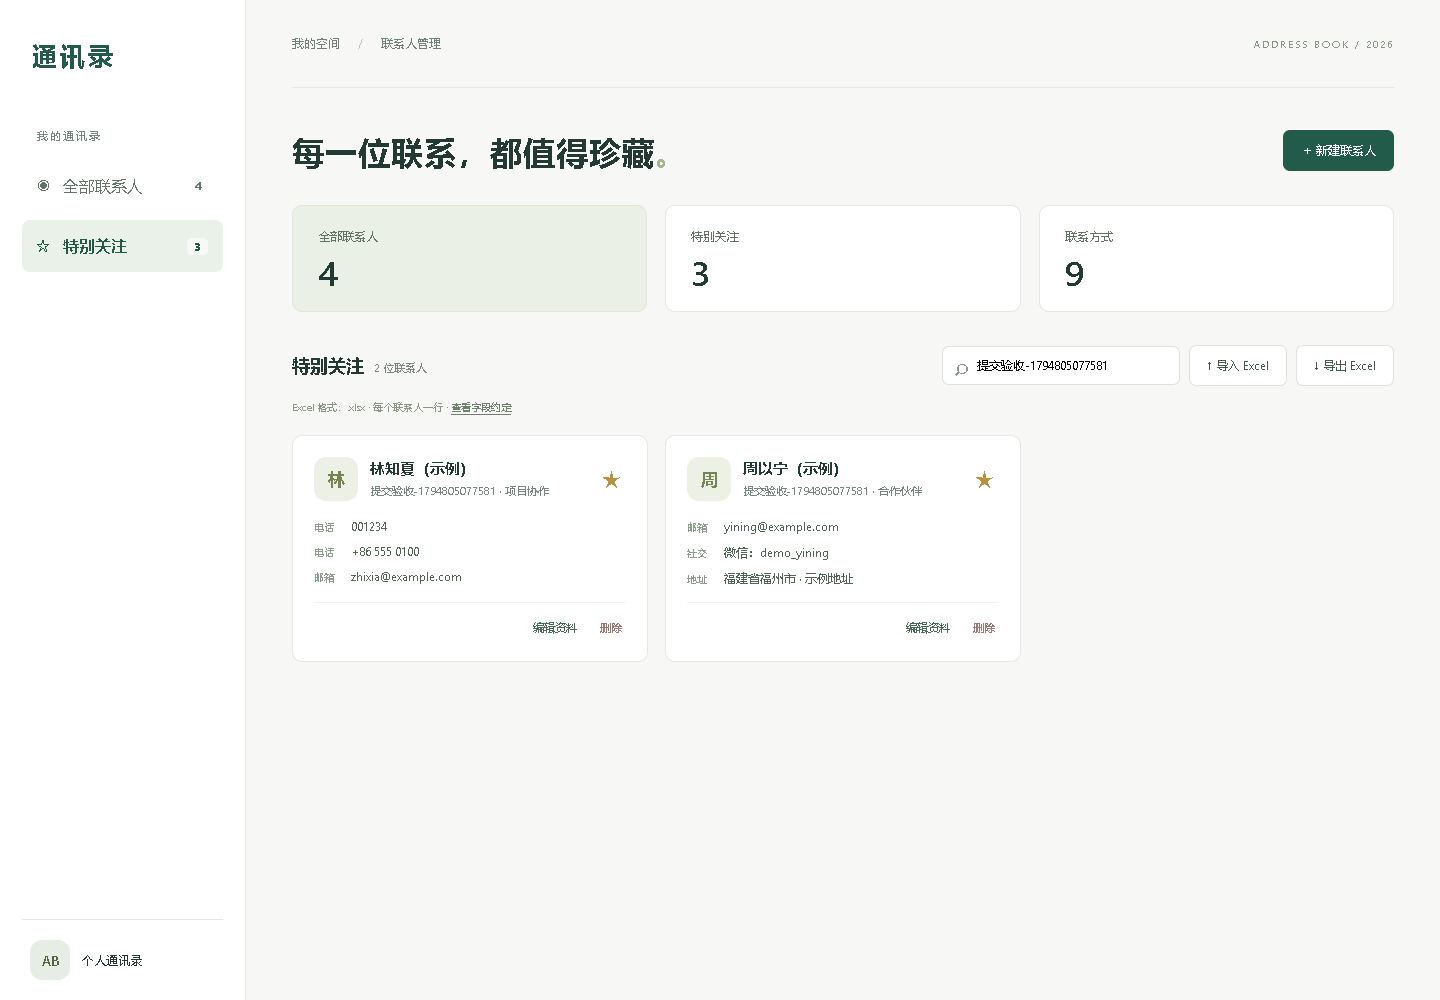 通讯录
我的通讯录
全部联系人 4
特别关注 3
AB 个人通讯录
我的空间 / 联系人管理
ADDRESS BOOK / 2026
每一位联系，都值得珍藏。
+ 新建联系人
全部联系人
4
特别关注
3
联系方式
9
特别关注 2 位联系人
提交验收-1794805077581
↑ 导入 Excel
↓ 导出 Excel
Excel 格式：.xlsx · 每个联系人一行 · 查看字段约定
林
林知夏（示例）
提交验收-1794805077581 · 项目协作
★
电话 001234
电话 +86 555 0100
邮箱 zhixia@example.com
编辑资料 删除
周
周以宁（示例）
提交验收-1794805077581 · 合作伙伴
★
邮箱 yining@example.com
社交 微信：demo_yining
地址 福建省福州市 · 示例地址
编辑资料 删除